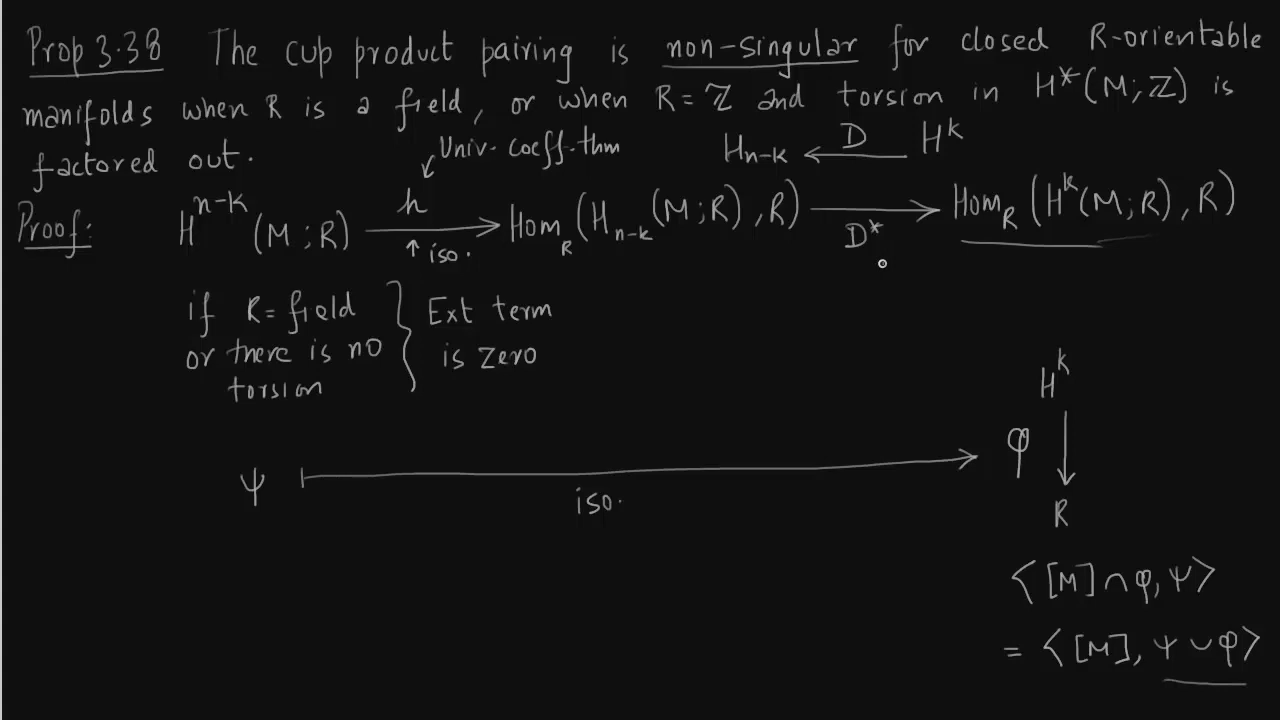 Prop 3.38 The cup product pairing is non-singular for closed R-orientable
manifolds when R is a field, or when R = ℤ and torsion in H*(M; ℤ) is
factored out.
Univ. coeff. thm
H_{n-k} ←D— H^k
Proof: H^{n-k}(M; R) —h→ Hom_R(H_{n-k}(M; R), R) —D*→ Hom_R(H^k(M; R), R)
↑ iso.
if R = field
or there is no
torsion
Ext term
is zero
H^k
φ ↓
R
ψ ↦ iso.
⟨[M] ∩ φ, ψ⟩
= ⟨[M], ψ ∪ φ⟩